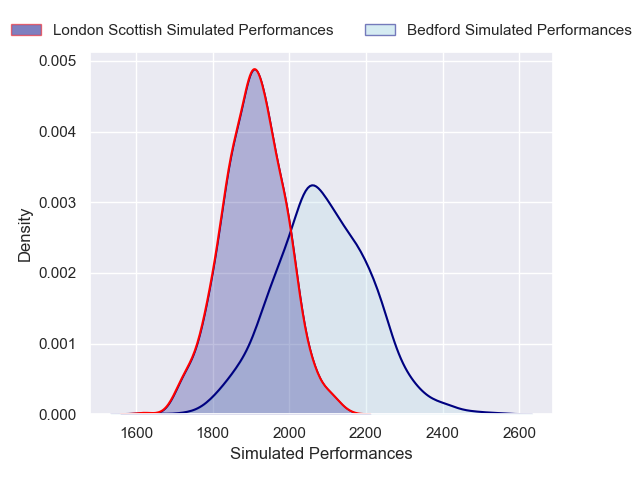 London Scottish Simulated Performances Bedford Simulated Performances
0.005
0.004
0.003
0.002
0.001
0.000
Density
1600 1800 2000 2200 2400 2600
Simulated Performances